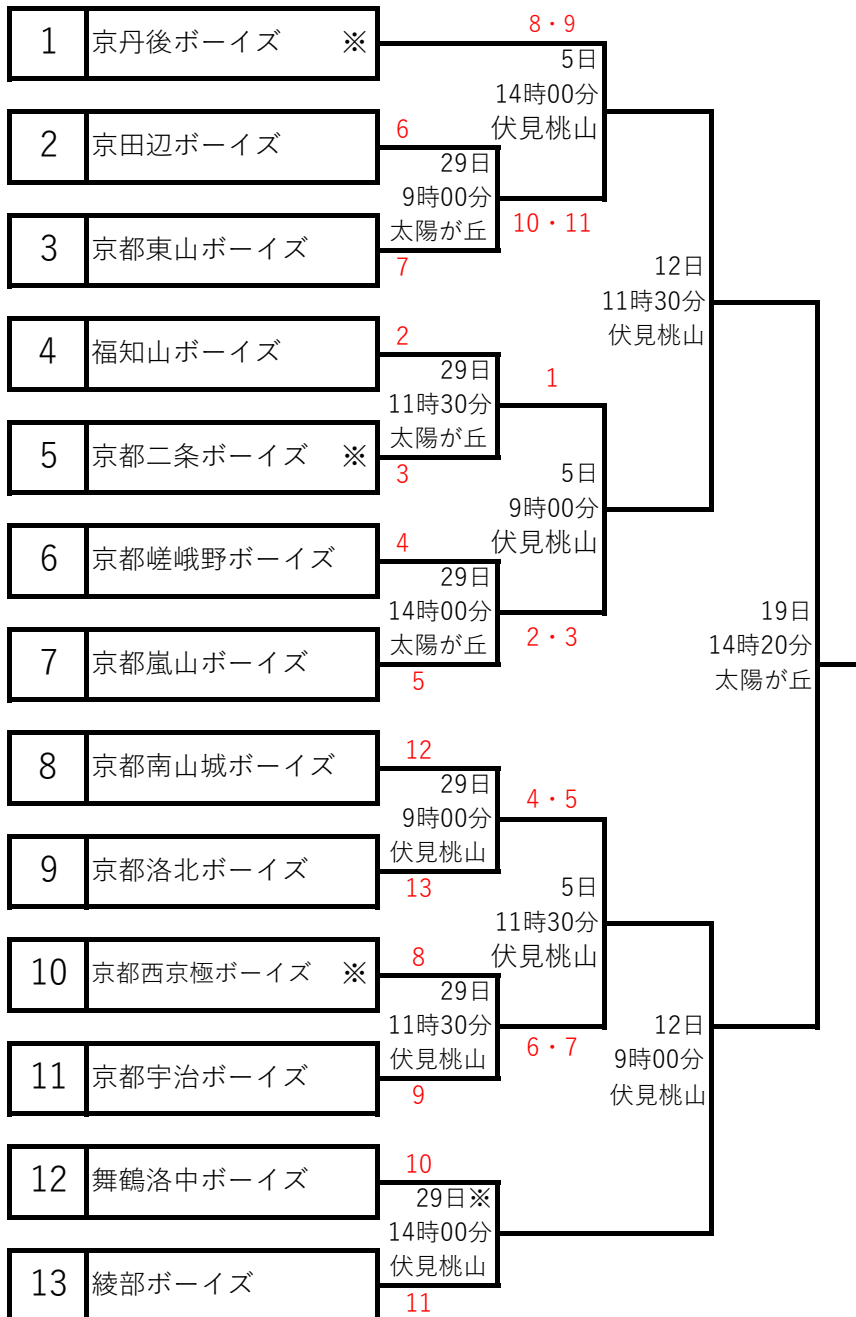 1 京丹後ボーイズ ※
8・9
5日
14時00分
伏見桃山
2 京田辺ボーイズ
6
29日
9時00分
太陽が丘
10・11
3 京都東山ボーイズ
7
12日
11時30分
伏見桃山
4 福知山ボーイズ
2
29日
11時30分
太陽が丘
1
5 京都二条ボーイズ ※
3
5日
9時00分
伏見桃山
6 京都嵯峨野ボーイズ
4
29日
14時00分
太陽が丘
2・3
7 京都嵐山ボーイズ
5
19日
14時20分
太陽が丘
8 京都南山城ボーイズ
12
29日
9時00分
伏見桃山
4・5
9 京都洛北ボーイズ
13
5日
11時30分
伏見桃山
10 京都西京極ボーイズ ※
8
29日
11時30分
伏見桃山
6・7
11 京都宇治ボーイズ
9
12日
9時00分
伏見桃山
12 舞鶴洛中ボーイズ
10
29日※
14時00分
伏見桃山
13 綾部ボーイズ
11